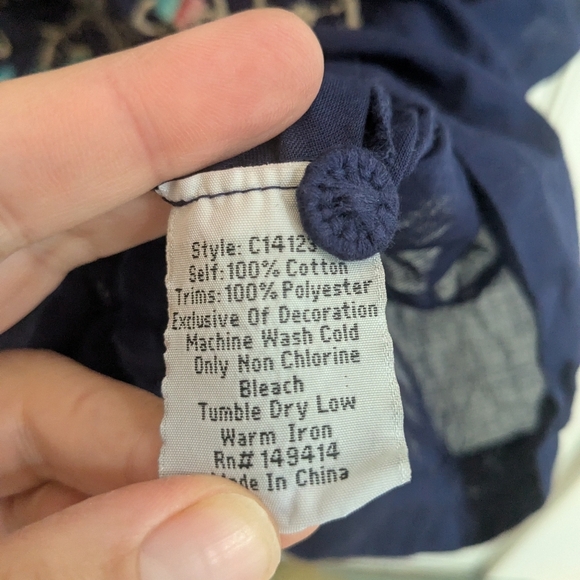 Style: C14123
Self: 100% Cotton
Trims: 100% Polyester
Exclusive Of Decoration
Machine Wash Cold
Only Non Chlorine
Bleach
Tumble Dry Low
Warm Iron
Rn# 149414
Made In China